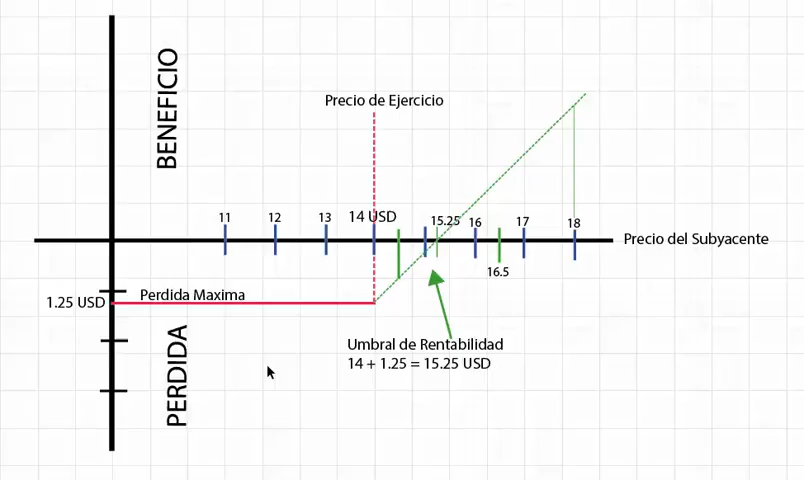 BENEFICIO
Precio de Ejercicio
11 12 13 14 USD 15.25 16 17 18
Precio del Subyacente
16.5
1.25 USD
Perdida Maxima
PERDIDA
Umbral de Rentabilidad
14 + 1.25 = 15.25 USD